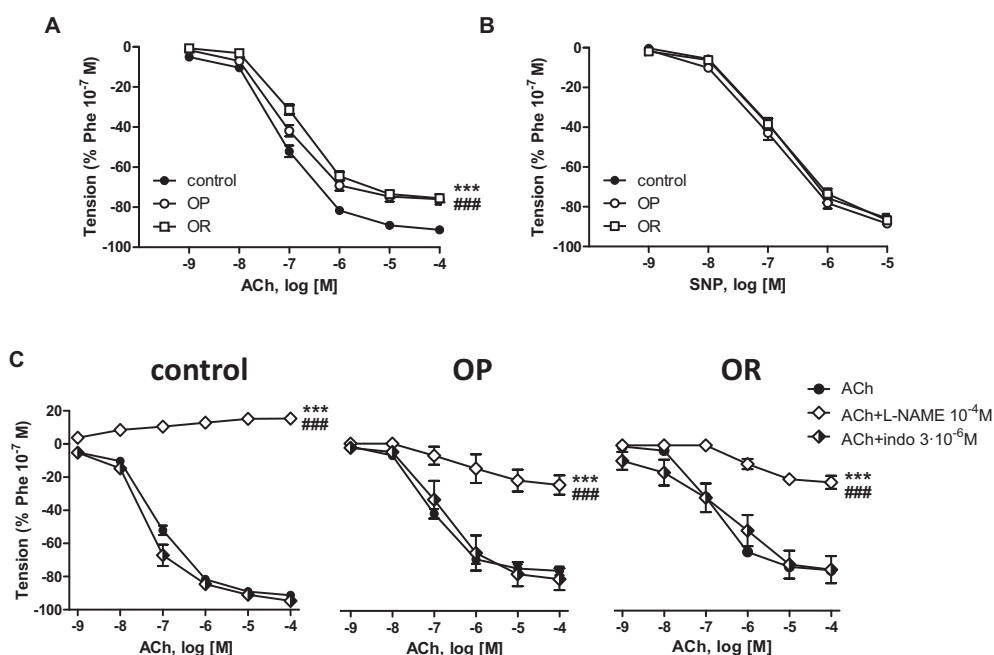 A
0
-20
-40
-60
-80
-100
Tension (% Phe 10⁻⁷ M)
control
OP
OR
***
###
-9 -8 -7 -6 -5 -4
ACh, log [M]
B
0
-20
-40
-60
-80
-100
Tension (% Phe 10⁻⁷ M)
control
OP
OR
-9 -8 -7 -6 -5
SNP, log [M]
C
control
OP
OR
20
0
-20
-40
-60
-80
-100
Tension (% Phe 10⁻⁷ M)
***
###
-9 -8 -7 -6 -5 -4
ACh, log [M]
***
###
-9 -8 -7 -6 -5 -4
ACh, log [M]
***
###
-9 -8 -7 -6 -5 -4
ACh, log [M]
ACh
ACh+L-NAME 10⁻⁴M
ACh+indo 3·10⁻⁶M